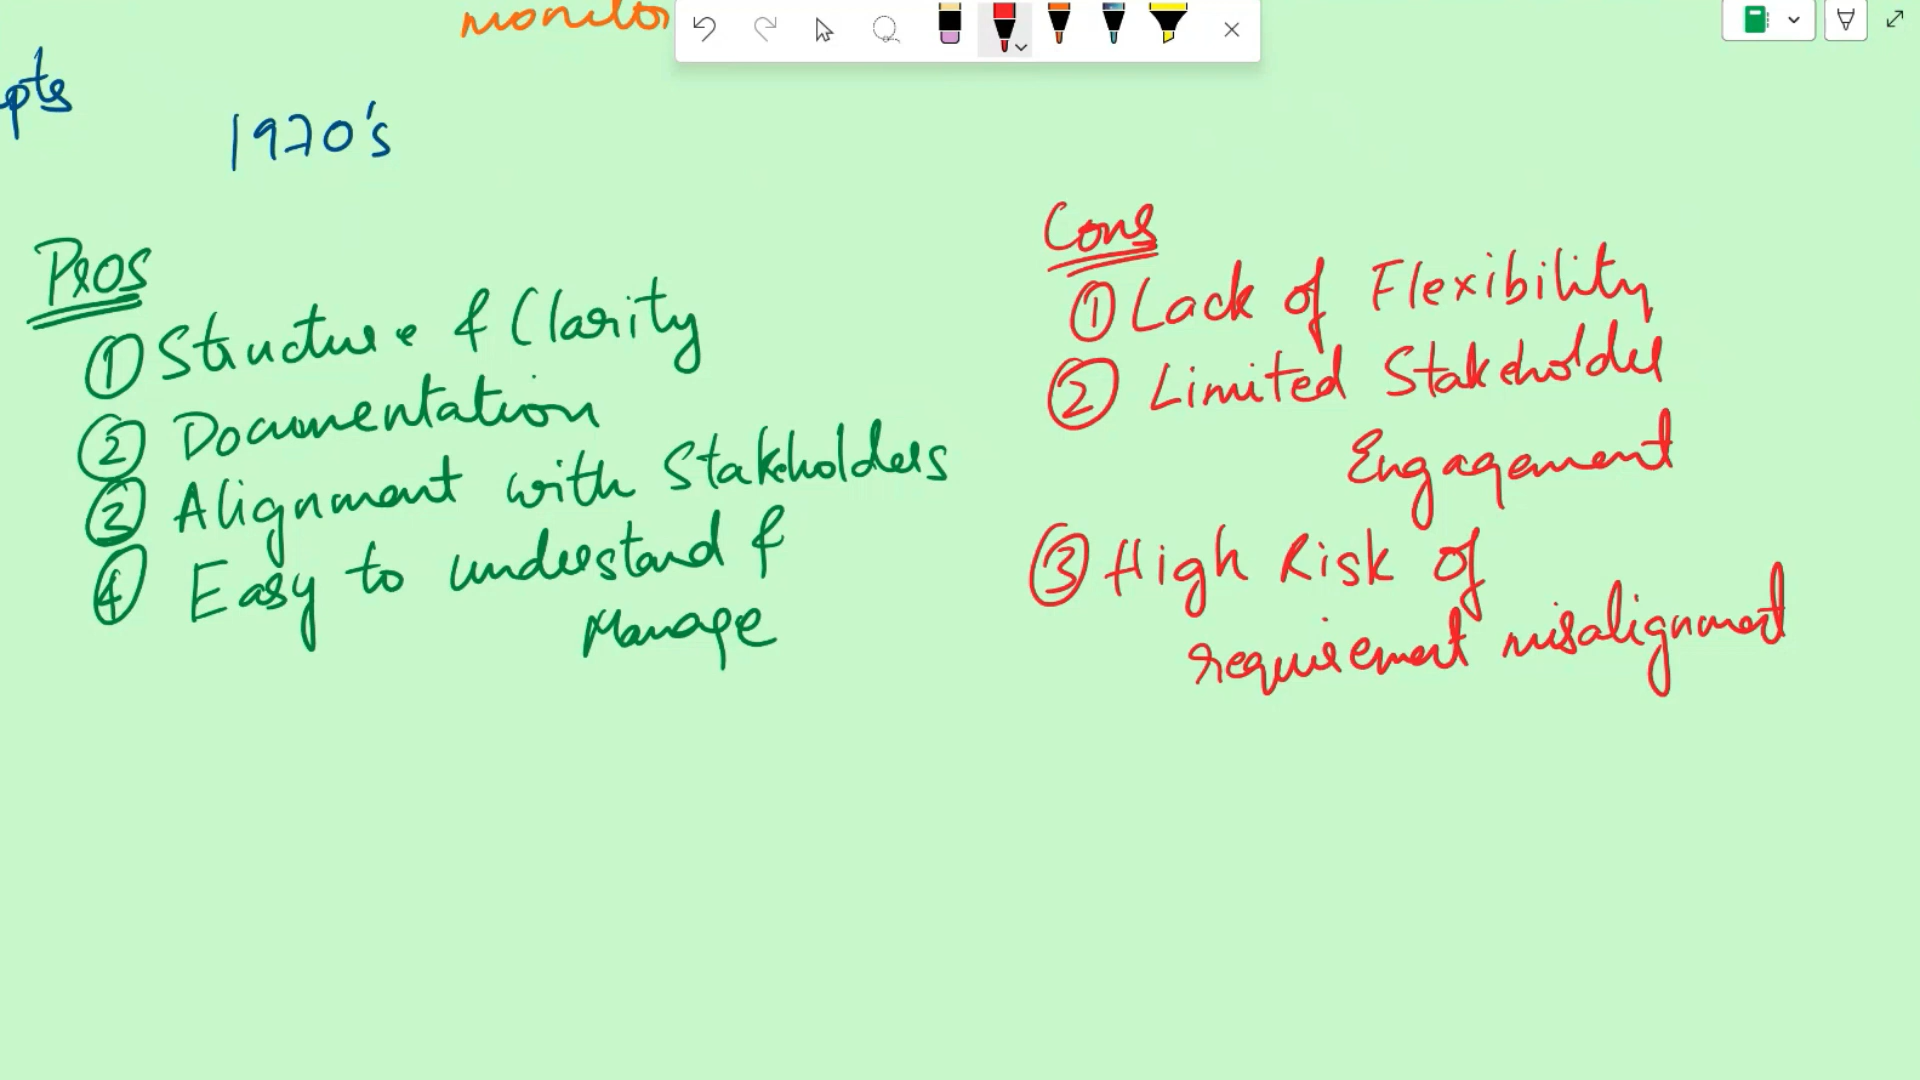 monitor
pts
1970's
Pros
① Structure & Clarity
② Documentation
③ Alignment with Stakeholders
④ Easy to understand &
Manage
Cons
① Lack of Flexibility
② Limited Stakeholder
Engagement
③ High Risk of
requirement misalignment